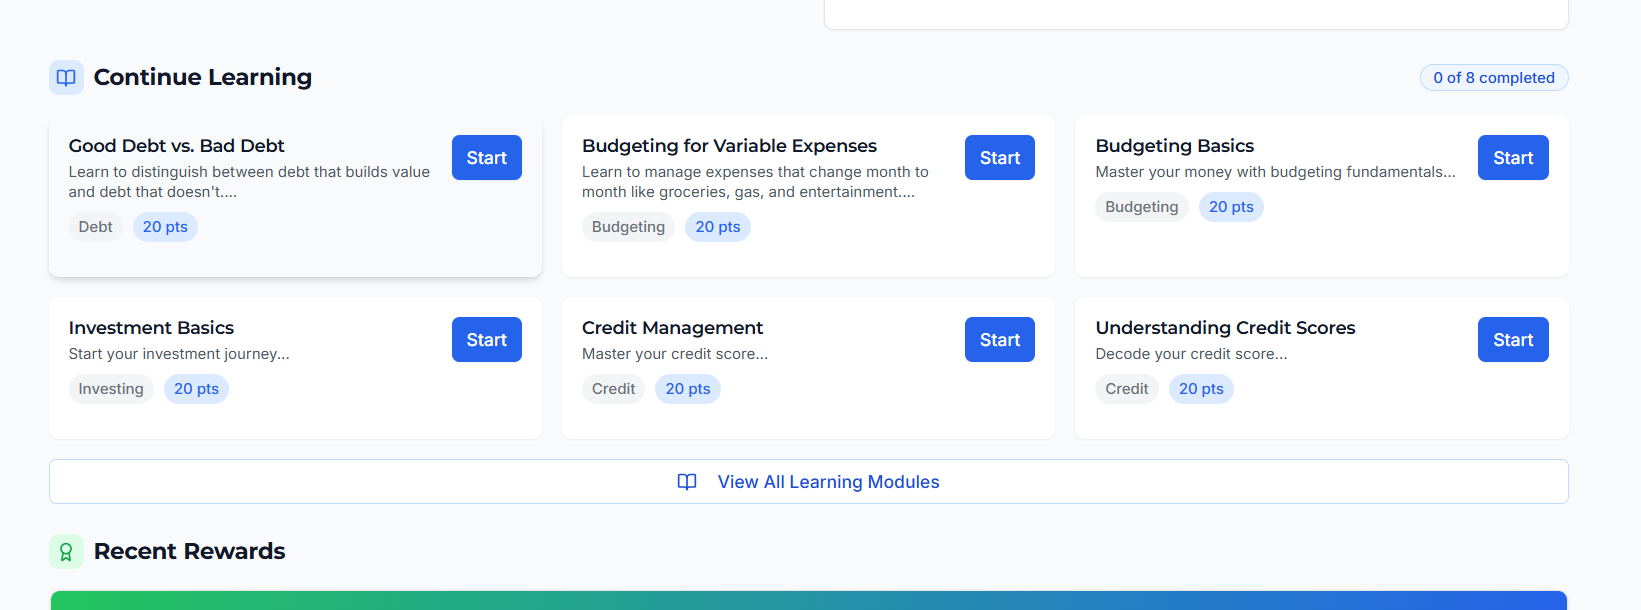 Continue Learning
0 of 8 completed
Good Debt vs. Bad Debt
Learn to distinguish between debt that builds value
and debt that doesn't....
Debt
20 pts
Start
Budgeting for Variable Expenses
Learn to manage expenses that change month to
month like groceries, gas, and entertainment....
Budgeting
20 pts
Start
Budgeting Basics
Master your money with budgeting fundamentals...
Budgeting
20 pts
Start
Investment Basics
Start your investment journey...
Investing
20 pts
Start
Credit Management
Master your credit score...
Credit
20 pts
Start
Understanding Credit Scores
Decode your credit score...
Credit
20 pts
Start
View All Learning Modules
Recent Rewards